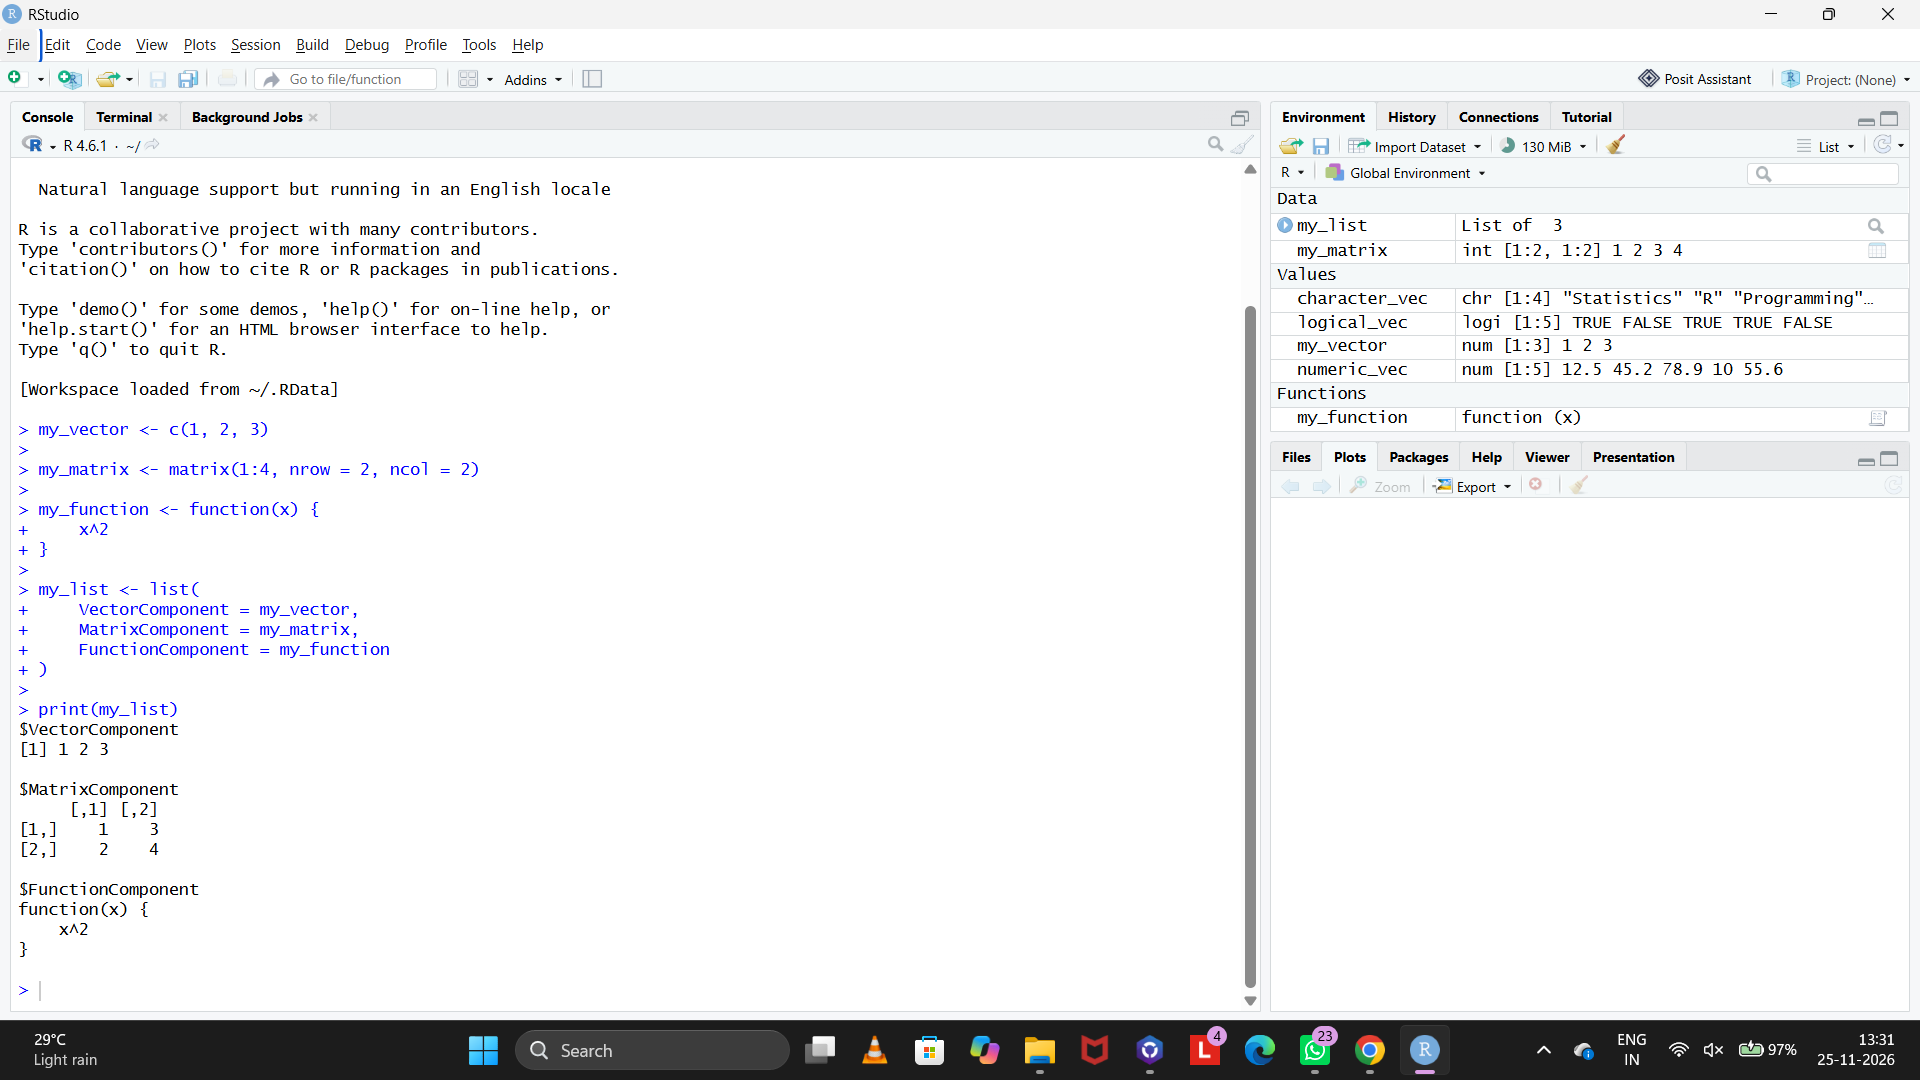 RStudio
File Edit Code View Plots Session Build Debug Profile Tools Help
Go to file/function Addins Posit Assistant Project: (None)
Console Terminal Background Jobs
R 4.6.1 · ~/
Natural language support but running in an English locale
R is a collaborative project with many contributors.
Type 'contributors()' for more information and
'citation()' on how to cite R or R packages in publications.
Type 'demo()' for some demos, 'help()' for on-line help, or
'help.start()' for an HTML browser interface to help.
Type 'q()' to quit R.
[Workspace loaded from ~/.RData]
> my_vector <- c(1, 2, 3)
>
> my_matrix <- matrix(1:4, nrow = 2, ncol = 2)
>
> my_function <- function(x) {
+     x^2
+ }
>
> my_list <- list(
+     VectorComponent = my_vector,
+     MatrixComponent = my_matrix,
+     FunctionComponent = my_function
+ )
>
> print(my_list)
$VectorComponent
[1] 1 2 3
$MatrixComponent
     [,1] [,2]
[1,]    1    3
[2,]    2    4
$FunctionComponent
function(x) {
    x^2
}
>
Environment History Connections Tutorial
Import Dataset 130 MiB List
R Global Environment
Data
my_list List of 3
my_matrix int [1:2, 1:2] 1 2 3 4
Values
character_vec chr [1:4] "Statistics" "R" "Programming"...
logical_vec logi [1:5] TRUE FALSE TRUE TRUE FALSE
my_vector num [1:3] 1 2 3
numeric_vec num [1:5] 12.5 45.2 78.9 10 55.6
Functions
my_function function (x)
Files Plots Packages Help Viewer Presentation
Zoom Export
29°C
Light rain
Search
4
23
ENG
IN
97%
13:31
25-11-2026